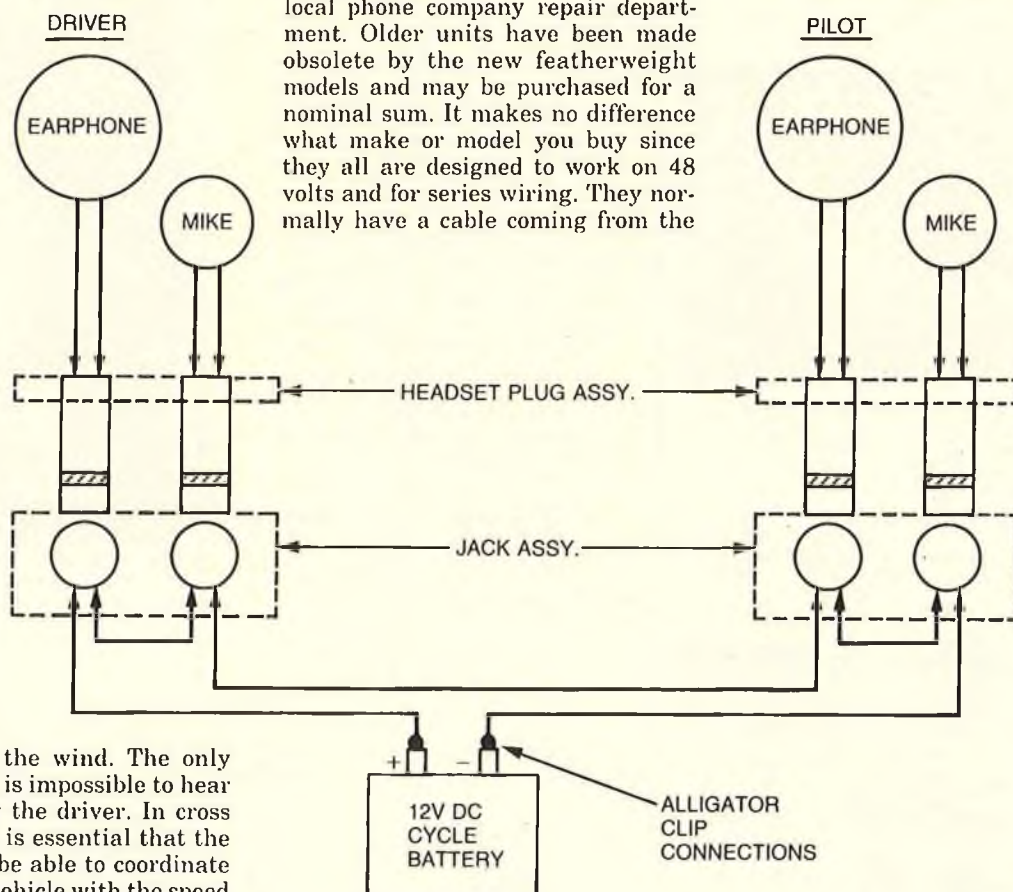 local phone company repair depart-
ment. Older units have been made
obsolete by the new featherweight
models and may be purchased for a
nominal sum. It makes no difference
what make or model you buy since
they all are designed to work on 48
volts and for series wiring. They nor-
mally have a cable coming from the
DRIVER
PILOT
EARPHONE
EARPHONE
MIKE
MIKE
HEADSET PLUG ASSY.
JACK ASSY.
+ −
12V DC
CYCLE
BATTERY
ALLIGATOR
CLIP
CONNECTIONS
the wind. The only
is impossible to hear
the driver. In cross
is essential that the
be able to coordinate
vehicle with the speed